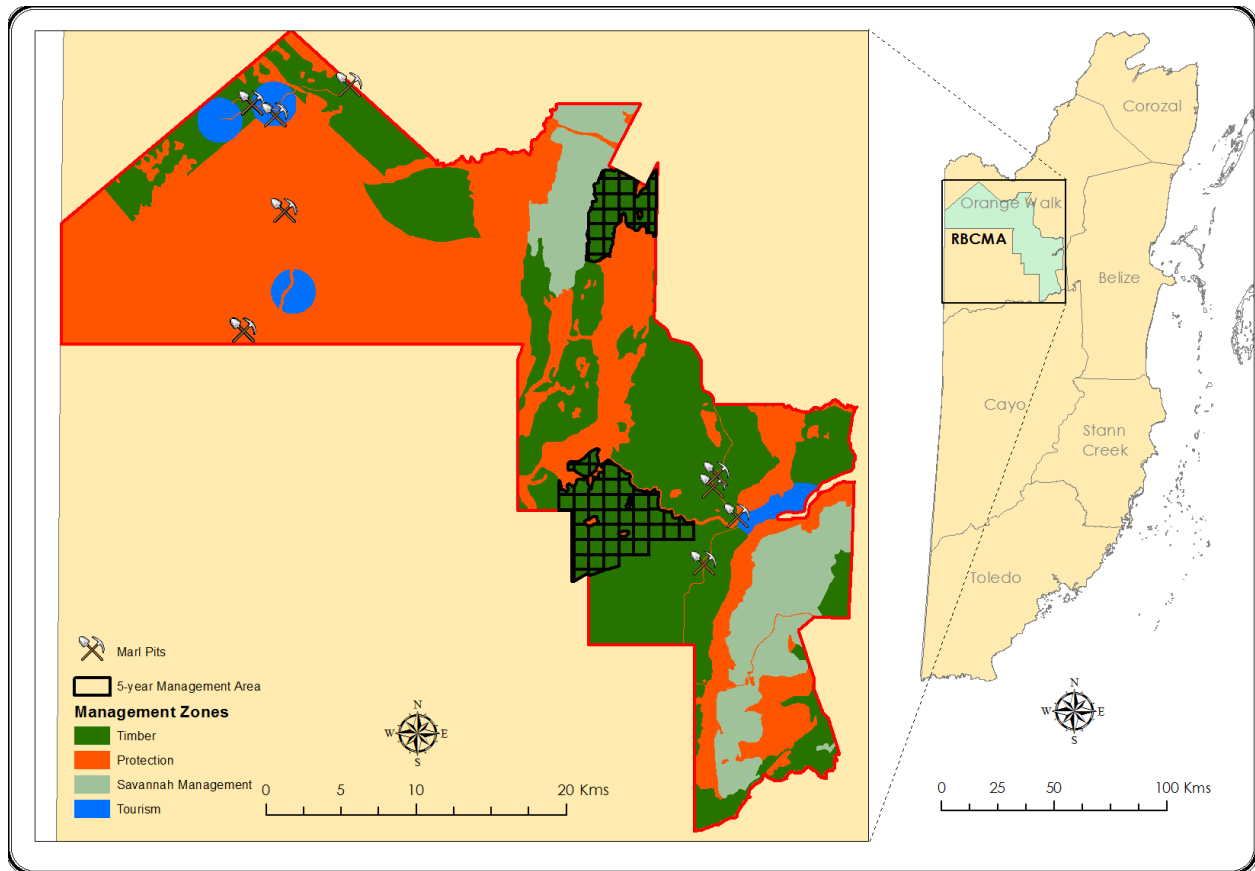 Marl Pits
5-year Management Area
Management Zones
Timber
Protection
Savannah Management
Tourism
N
W E
S
0 5 10 20 Kms
Corozal
Orange Walk
RBCMA
Belize
Cayo
Stann
Creek
Toledo
N
W E
S
0 25 50 100 Kms